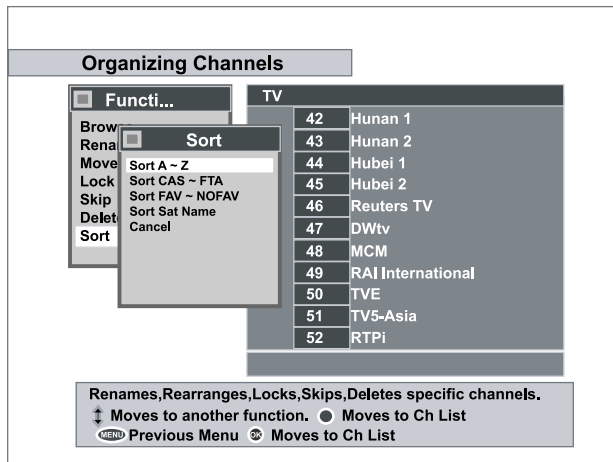 Organizing Channels
Functi...
Rename
Move
Lock
Skip
Delete
Sort
Sort
Sort A ~ Z
Sort CAS ~ FTA
Sort FAV ~ NOFAV
Sort Sat Name
Cancel
TV
42 Hunan 1
43 Hunan 2
44 Hubei 1
45 Hubei 2
46 Reuters TV
47 DWtv
48 MCM
49 RAI International
50 TVE
51 TV5-Asia
52 RTPi
Renames,Rearranges,Locks,Skips,Deletes specific channels.
Moves to another function. Moves to Ch List
MENU Previous Menu OK Moves to Ch List